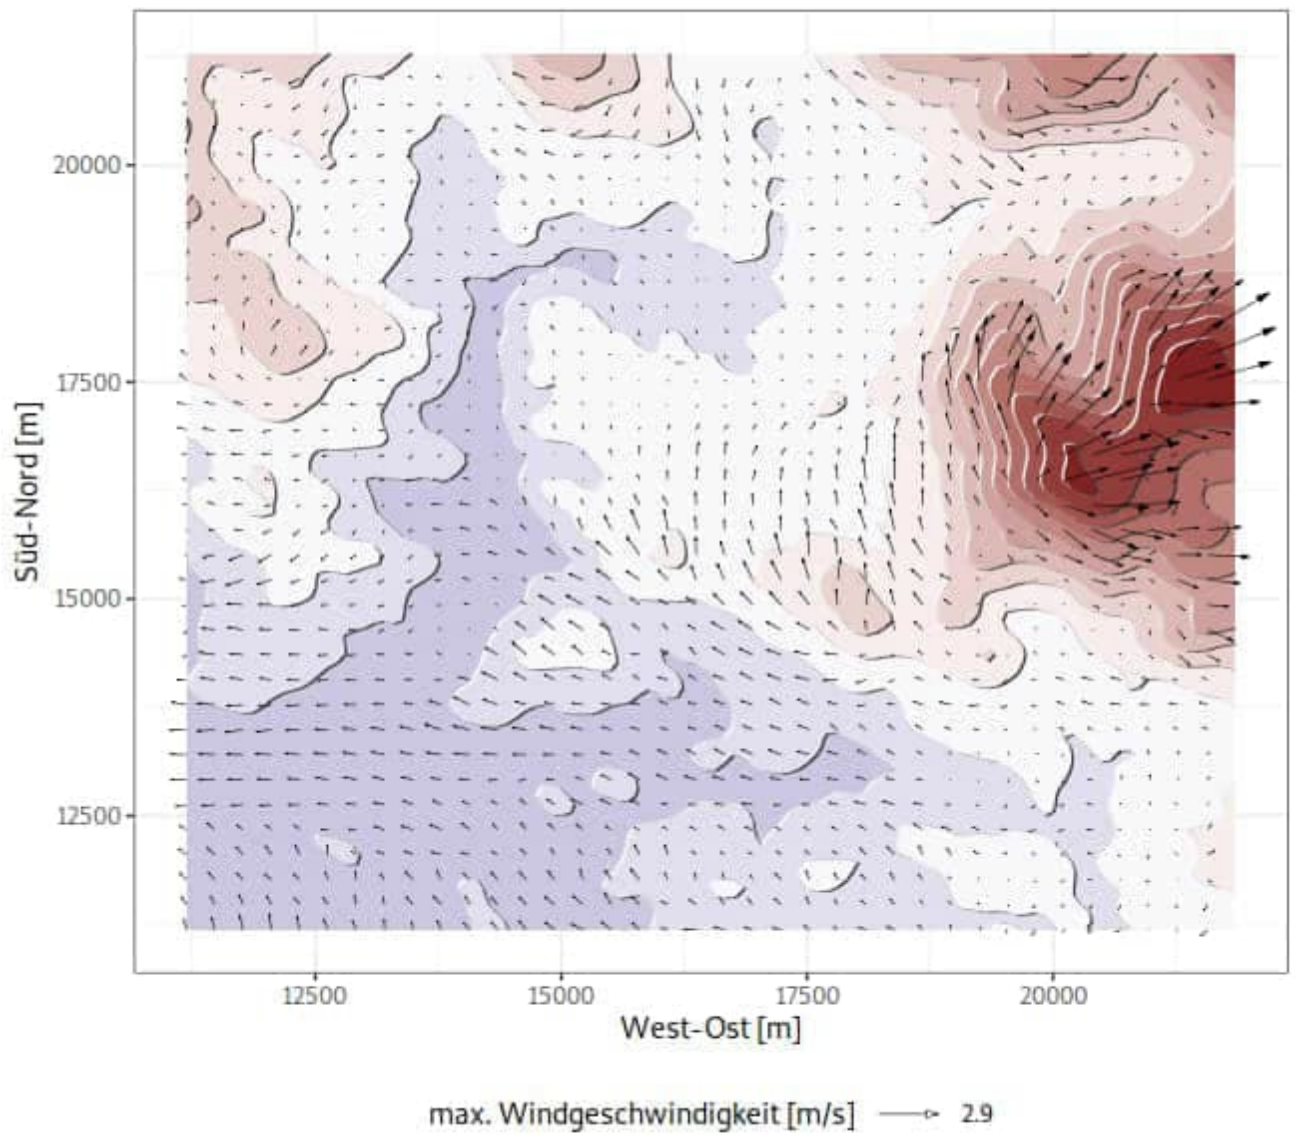 20000
17500
15000
12500
Süd-Nord [m]
12500 15000 17500 20000
West-Ost [m]
max. Windgeschwindigkeit [m/s] 2.9